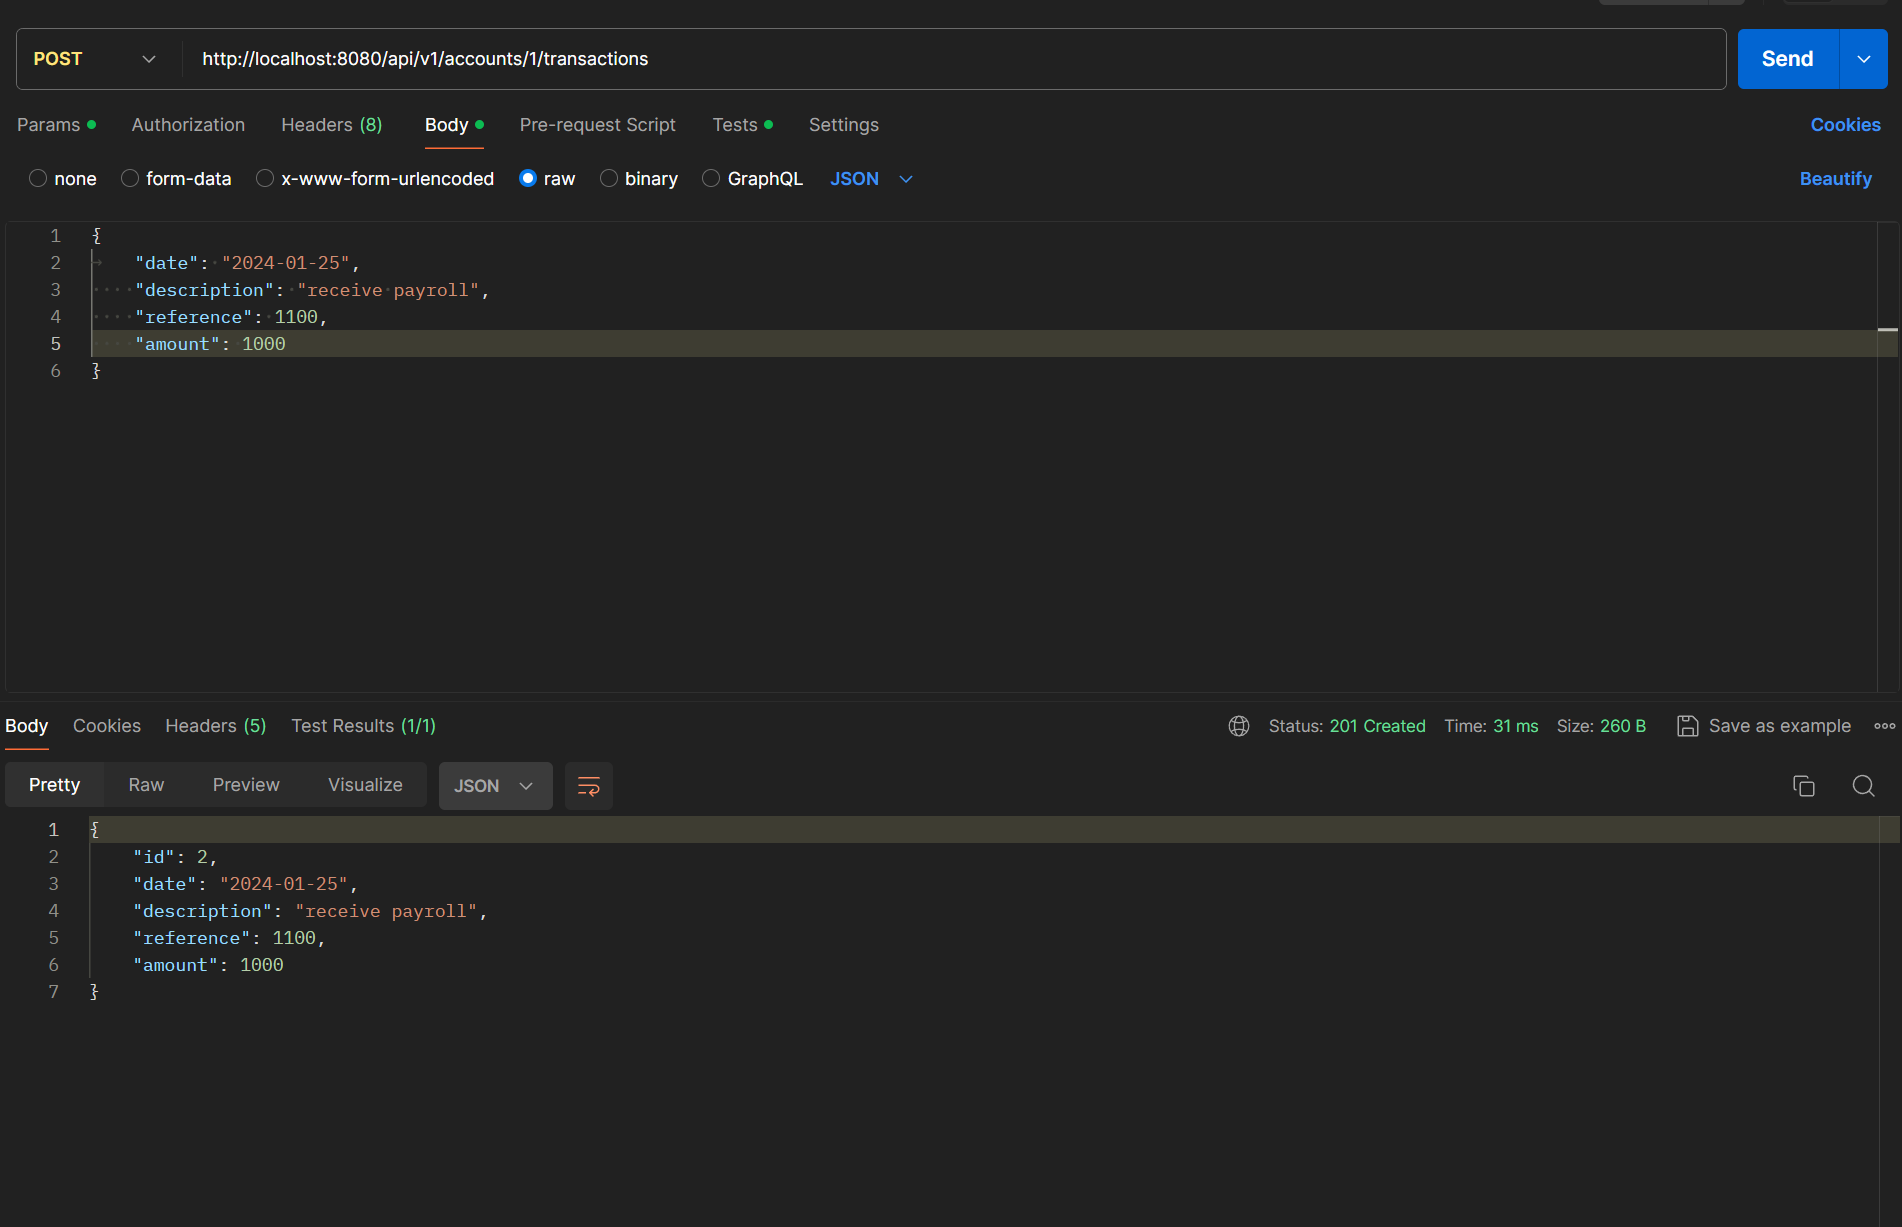 POST http://localhost:8080/api/v1/accounts/1/transactions Send
Params Authorization Headers (8) Body Pre-request Script Tests Settings Cookies
none form-data x-www-form-urlencoded raw binary GraphQL JSON Beautify
1 {
2 "date": "2024-01-25",
3 "description": "receive payroll",
4 "reference": 1100,
5 "amount": 1000
6 }
Body Cookies Headers (5) Test Results (1/1) Status: 201 Created Time: 31 ms Size: 260 B Save as example
Pretty Raw Preview Visualize JSON
1 {
2 "id": 2,
3 "date": "2024-01-25",
4 "description": "receive payroll",
5 "reference": 1100,
6 "amount": 1000
7 }